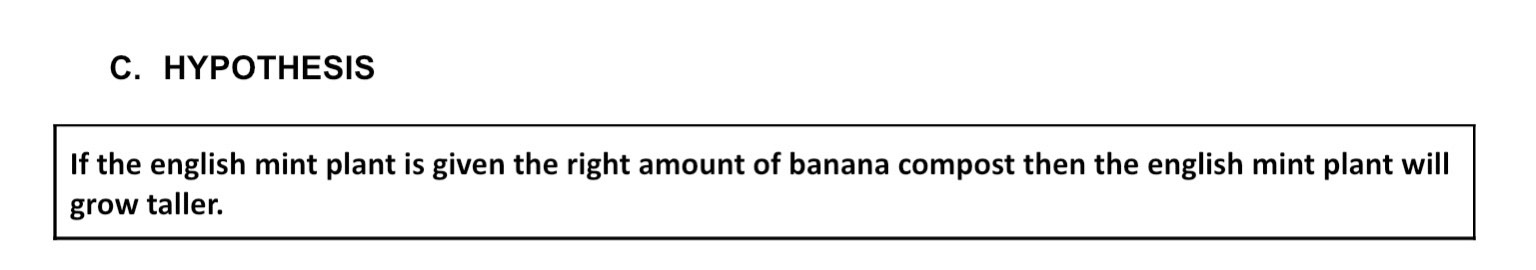 C. HYPOTHESIS
If the english mint plant is given the right amount of banana compost then the english mint plant will
grow taller.